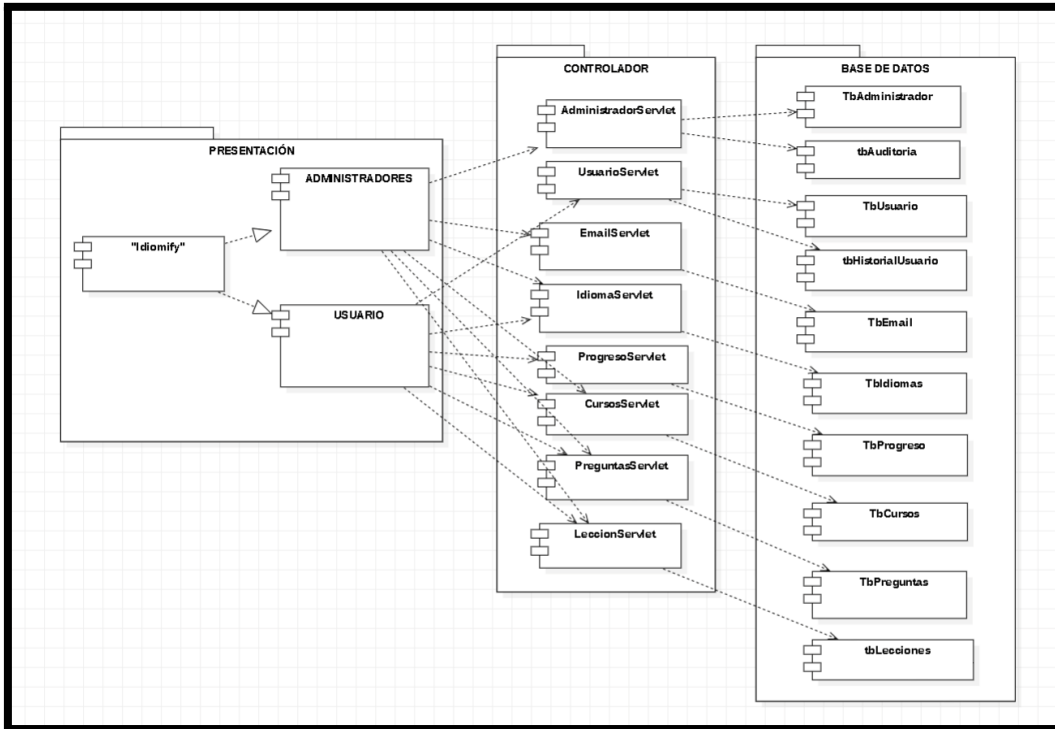 PRESENTACIÓN
"Idiomify"
ADMINISTRADORES
USUARIO
CONTROLADOR
AdministradorServlet
UsuarioServlet
EmailServlet
IdiomaServlet
ProgresoServlet
CursosServlet
PreguntasServlet
LeccionServlet
BASE DE DATOS
TbAdministrador
tbAuditoria
TbUsuario
tbHistorialUsuario
TbEmail
TbIdiomas
TbProgreso
TbCursos
TbPreguntas
tbLecciones